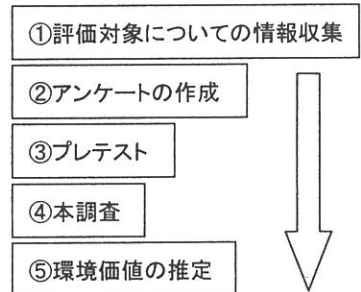 ①評価対象についての情報収集
②アンケートの作成
③プレテスト
④本調査
⑤環境価値の推定